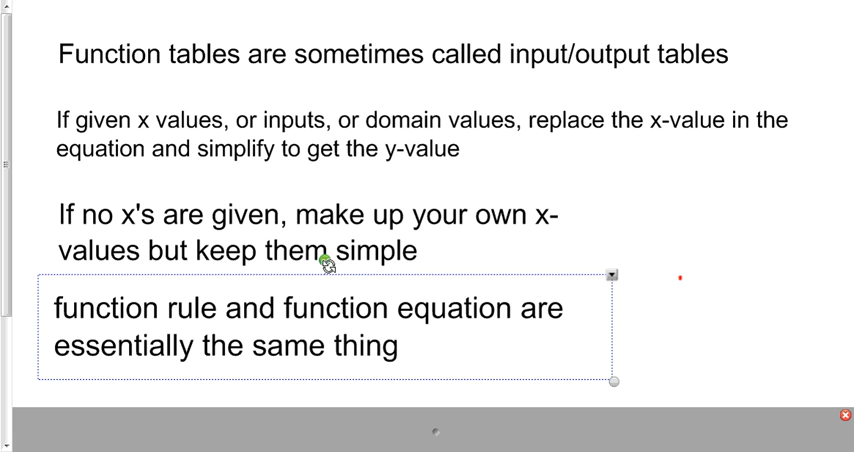 Function tables are sometimes called input/output tables
If given x values, or inputs, or domain values, replace the x-value in the
equation and simplify to get the y-value
If no x's are given, make up your own x-
values but keep them simple
function rule and function equation are
essentially the same thing